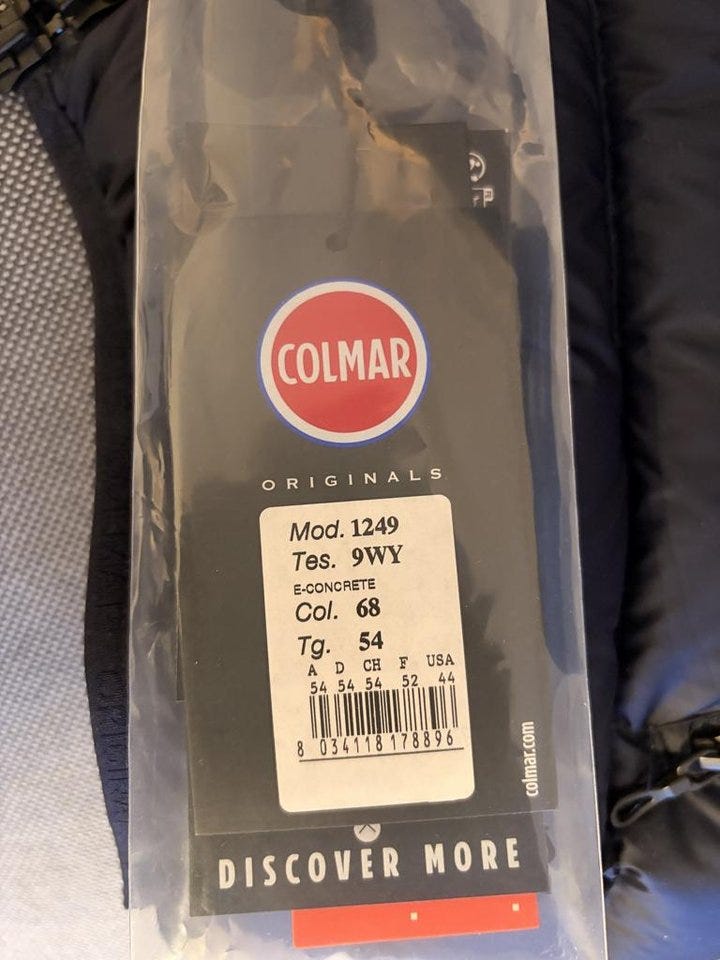 COLMAR
ORIGINALS
Mod. 1249
Tes. 9WY
E-CONCRETE
Col. 68
Tg. 54
A D CH F USA
54 54 54 52 44
8 034118 178896
colmar.com
DISCOVER MORE